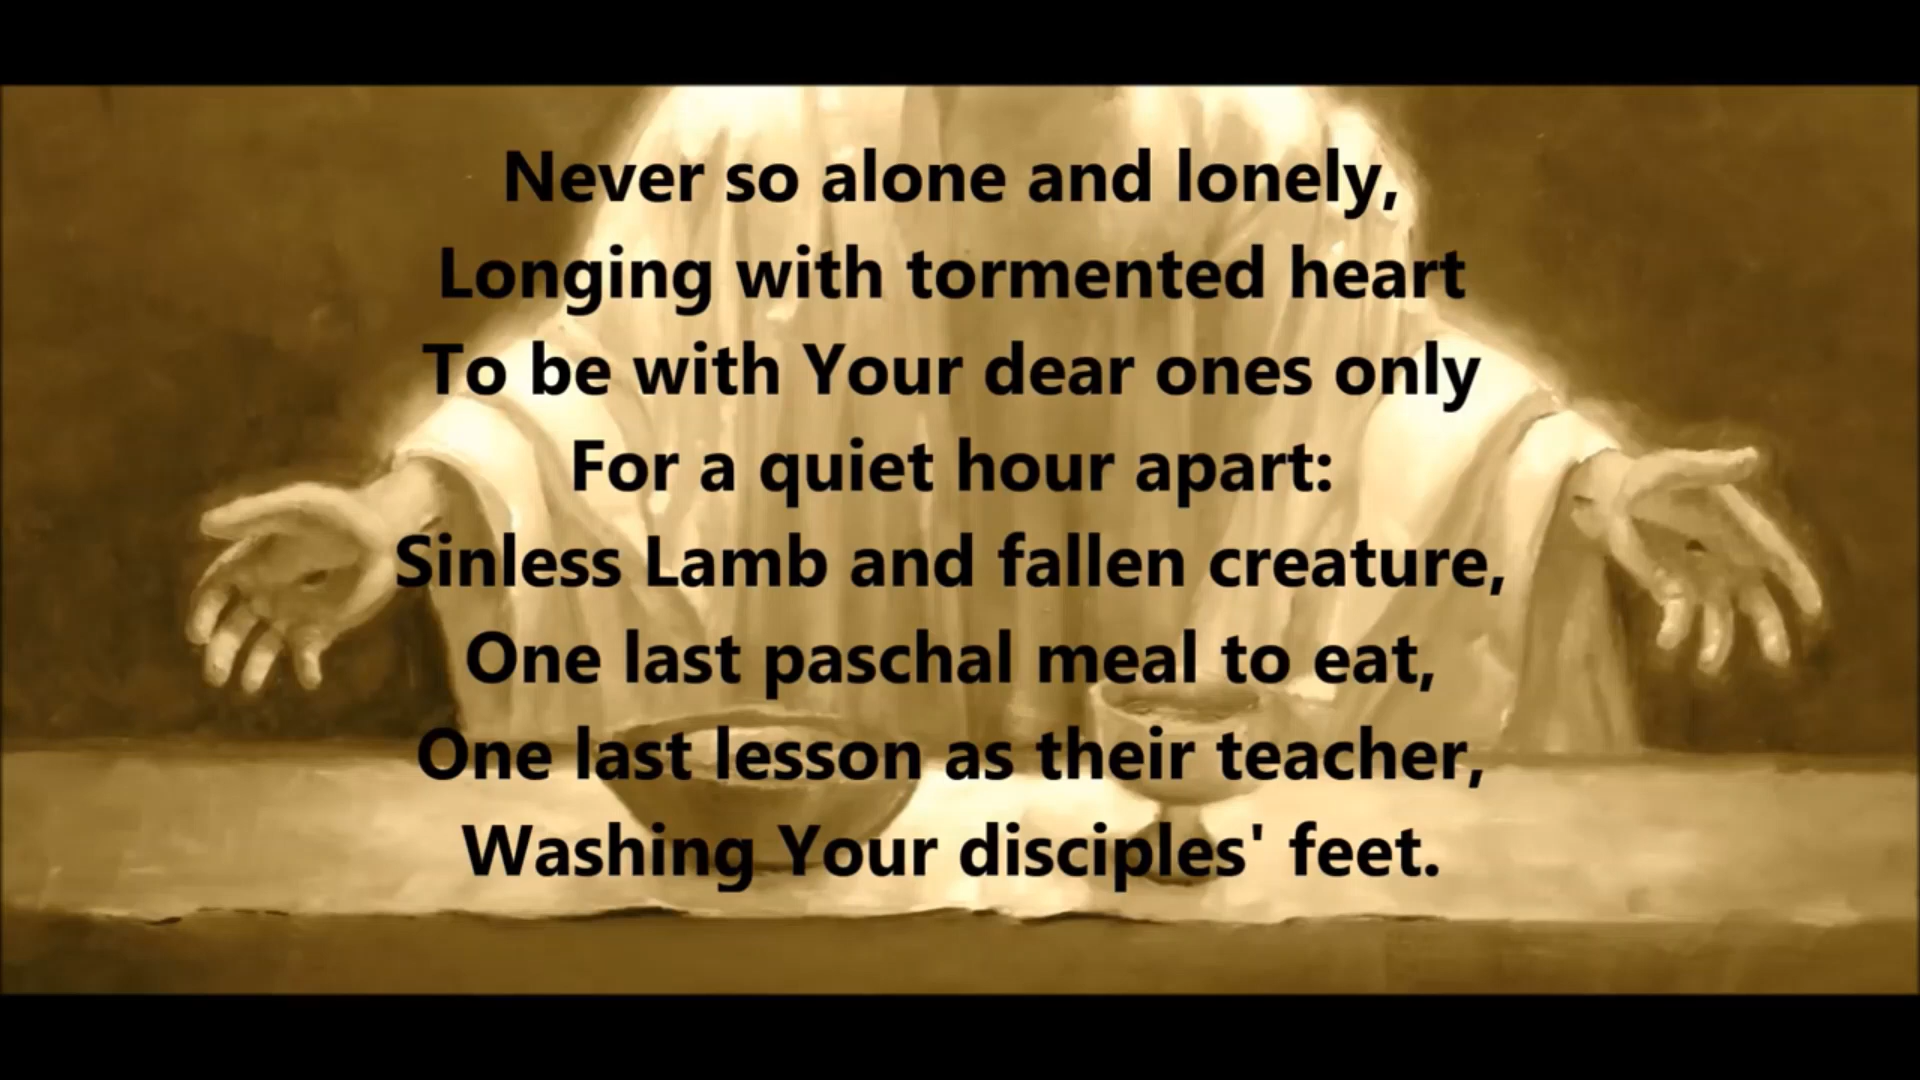 Never so alone and lonely,
Longing with tormented heart
To be with Your dear ones only
For a quiet hour apart:
Sinless Lamb and fallen creature,
One last paschal meal to eat,
One last lesson as their teacher,
Washing Your disciples' feet.